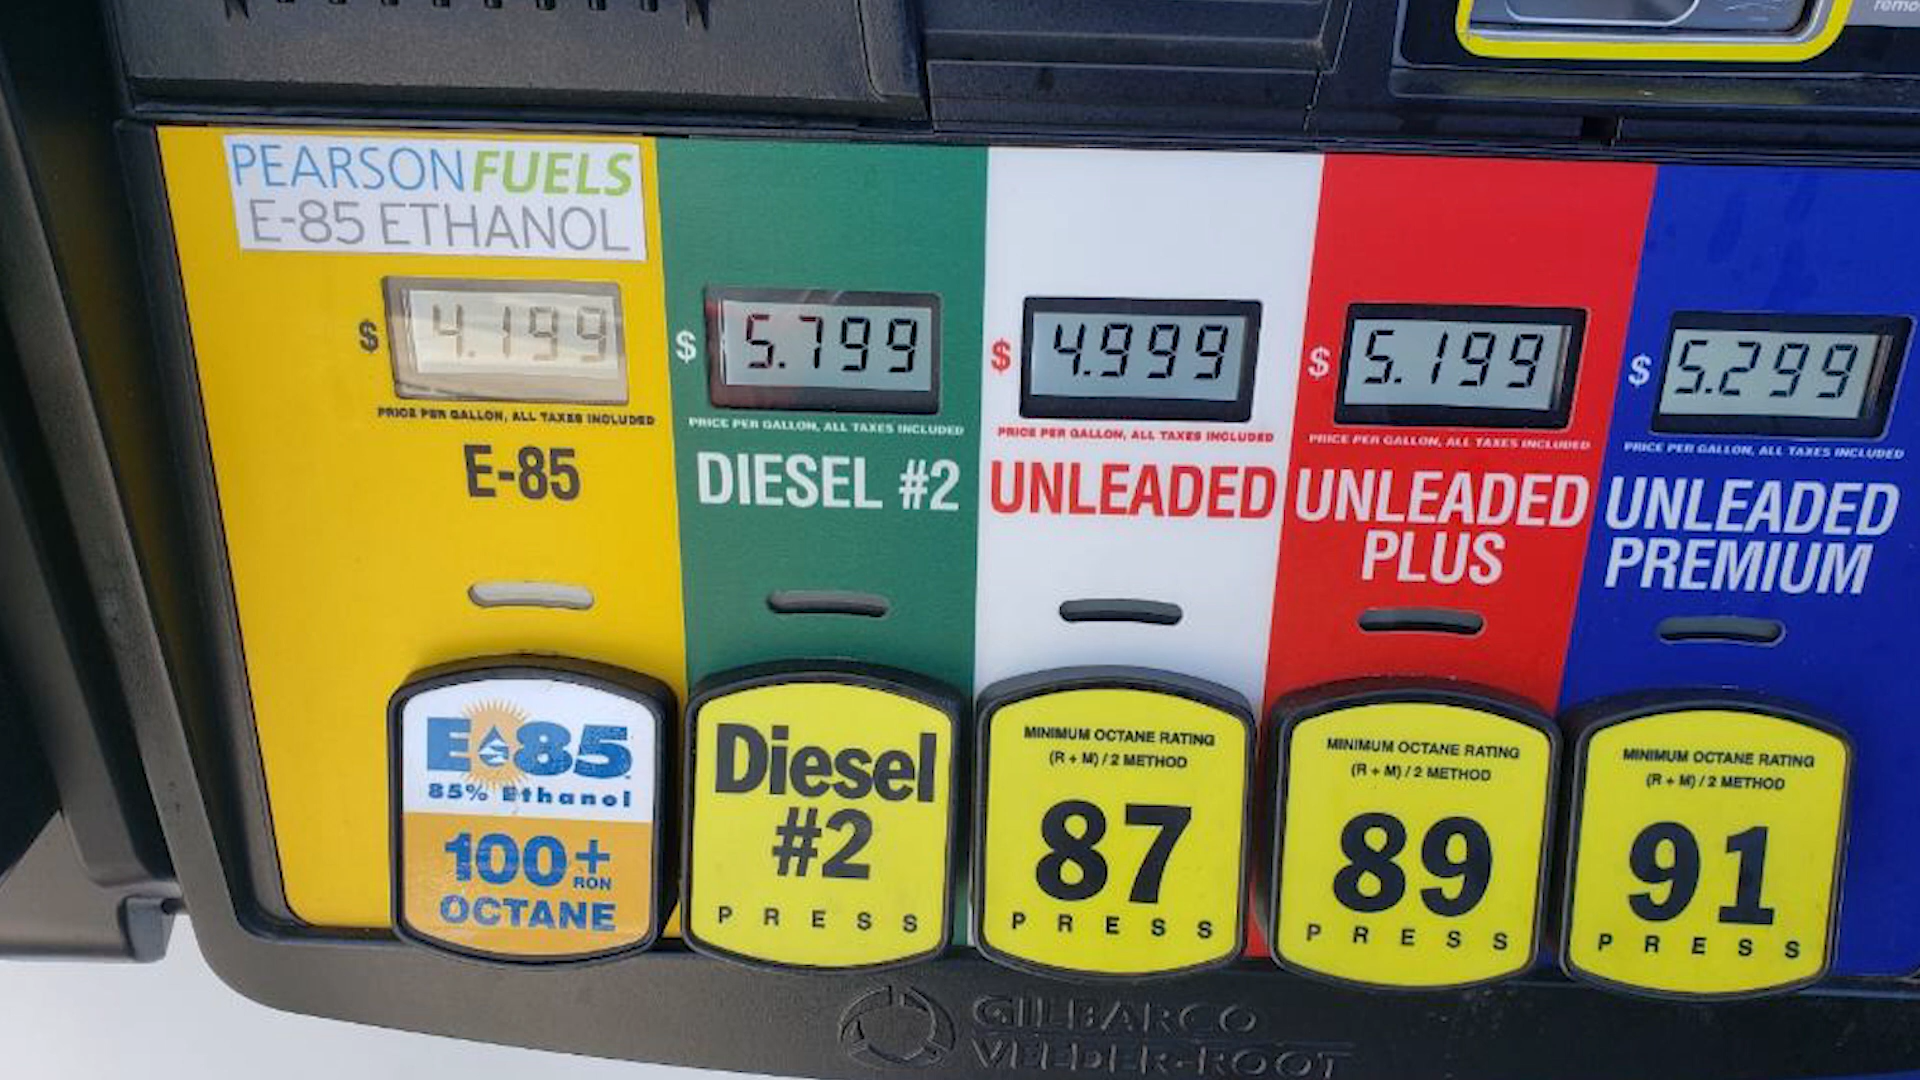 remo
PEARSON FUELS
E-85 ETHANOL
$ 4.199
PRICE PER GALLON, ALL TAXES INCLUDED
E-85
E85
85% Ethanol
100+
RON
OCTANE
$ 5.799
PRICE PER GALLON, ALL TAXES INCLUDED
DIESEL #2
Diesel
#2
PRESS
$ 4.999
PRICE PER GALLON, ALL TAXES INCLUDED
UNLEADED
MINIMUM OCTANE RATING
(R + M) / 2 METHOD
87
PRESS
$ 5.199
PRICE PER GALLON, ALL TAXES INCLUDED
UNLEADED
PLUS
MINIMUM OCTANE RATING
(R + M) / 2 METHOD
89
PRESS
$ 5.299
PRICE PER GALLON, ALL TAXES INCLUDED
UNLEADED
PREMIUM
MINIMUM OCTANE RATING
(R + M) / 2 METHOD
91
PRESS
GILBARCO
VEEDER-ROOT